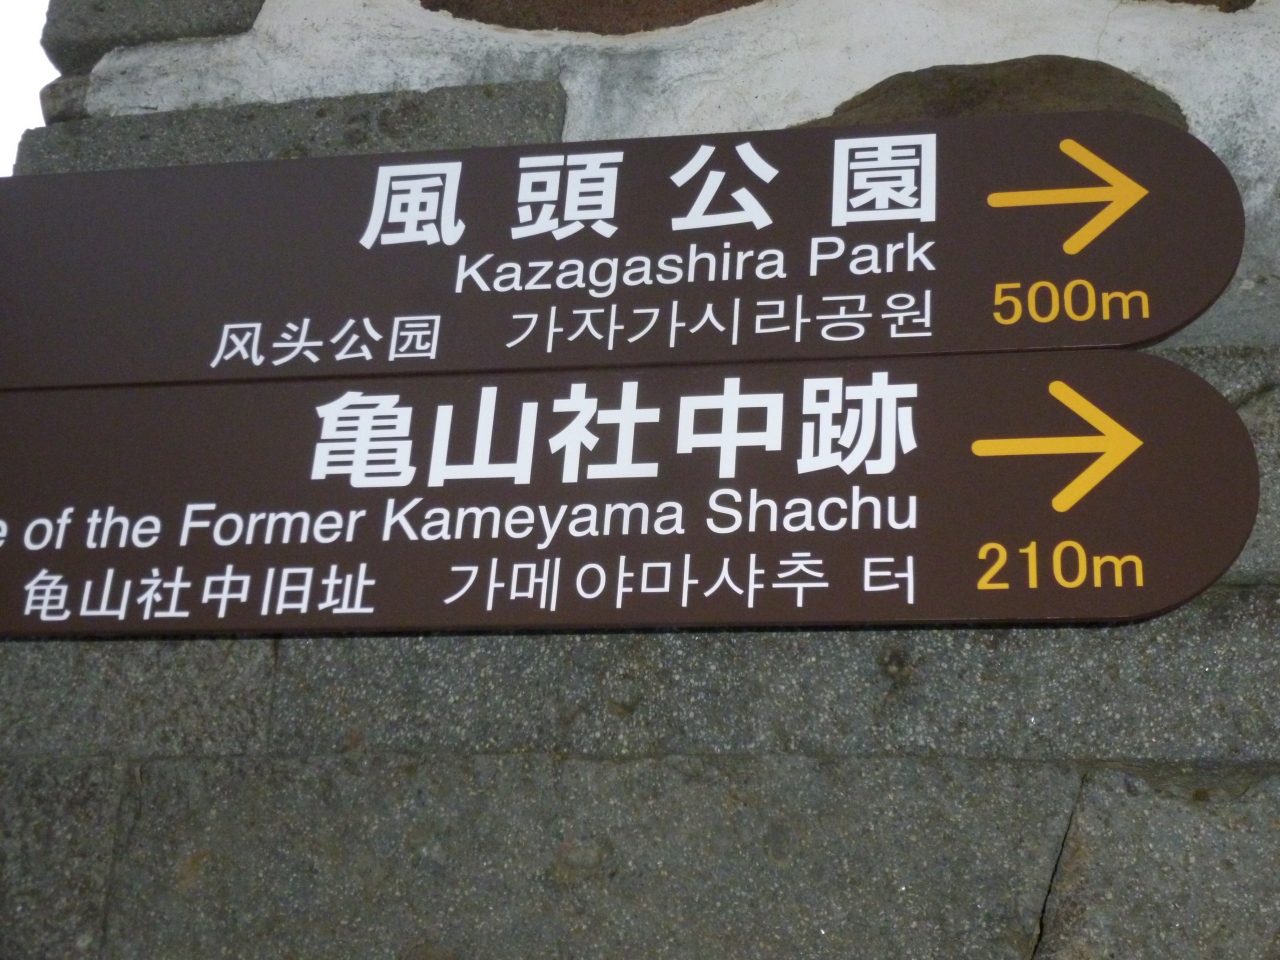 風頭公園
Kazagashira Park
风头公园 가자가시라공원
500m
亀山社中跡
e of the Former Kameyama Shachu
龟山社中旧址 가메야마샤추 터
210m